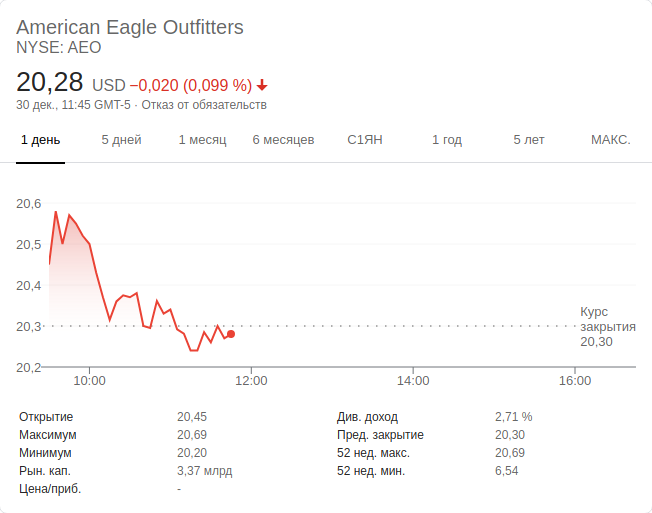 American Eagle Outfitters
NYSE: AEO
20,28 USD −0,020 (0,099 %)
30 дек., 11:45 GMT-5 · Отказ от обязательств
1 день 5 дней 1 месяц 6 месяцев С1ЯН 1 год 5 лет МАКС.
20,6
20,5
20,4
20,3
20,2
Курс
закрытия
20,30
10:00 12:00 14:00 16:00
Открытие 20,45 Див. доход 2,71 %
Максимум 20,69 Пред. закрытие 20,30
Минимум 20,20 52 нед. макс. 20,69
Рын. кап. 3,37 млрд 52 нед. мин. 6,54
Цена/приб. -